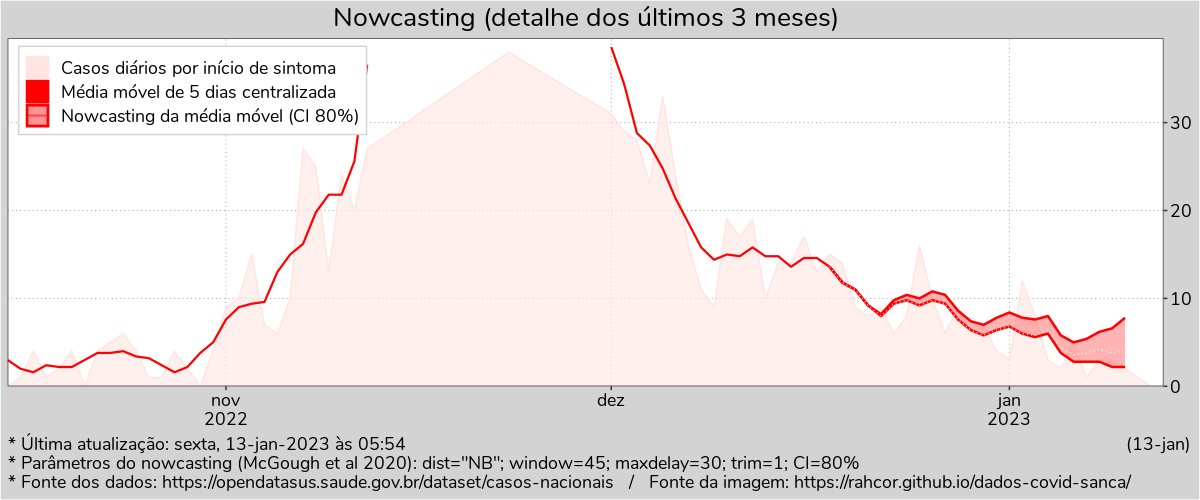 Nowcasting (detalhe dos últimos 3 meses)
Casos diários por início de sintoma
Média móvel de 5 dias centralizada
Nowcasting da média móvel (CI 80%)
30
20
10
0
nov
2022
dez
jan
2023
* Última atualização: sexta, 13-jan-2023 às 05:54
(13-jan)
* Parâmetros do nowcasting (McGough et al 2020): dist="NB"; window=45; maxdelay=30; trim=1; CI=80%
* Fonte dos dados: https://opendatasus.saude.gov.br/dataset/casos-nacionais / Fonte da imagem: https://rahcor.github.io/dados-covid-sanca/